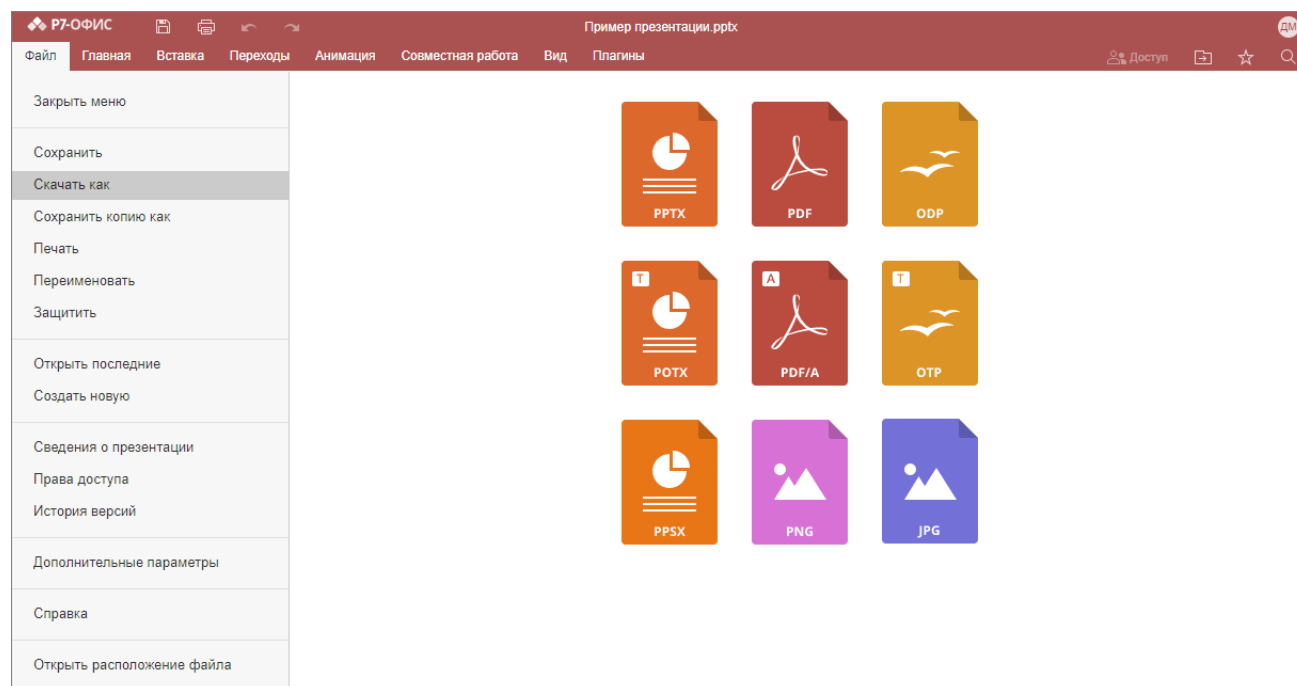 Р7-ОФИС
Пример презентации.pptx
ДМ
Файл Главная Вставка Переходы Анимация Совместная работа Вид Плагины Доступ
Закрыть меню
Сохранить
Скачать как
Сохранить копию как
Печать
Переименовать
Защитить
Открыть последние
Создать новую
Сведения о презентации
Права доступа
История версий
Дополнительные параметры
Справка
Открыть расположение файла
PPTX PDF ODP
T A T
POTX PDF/A OTP
PPSX PNG JPG